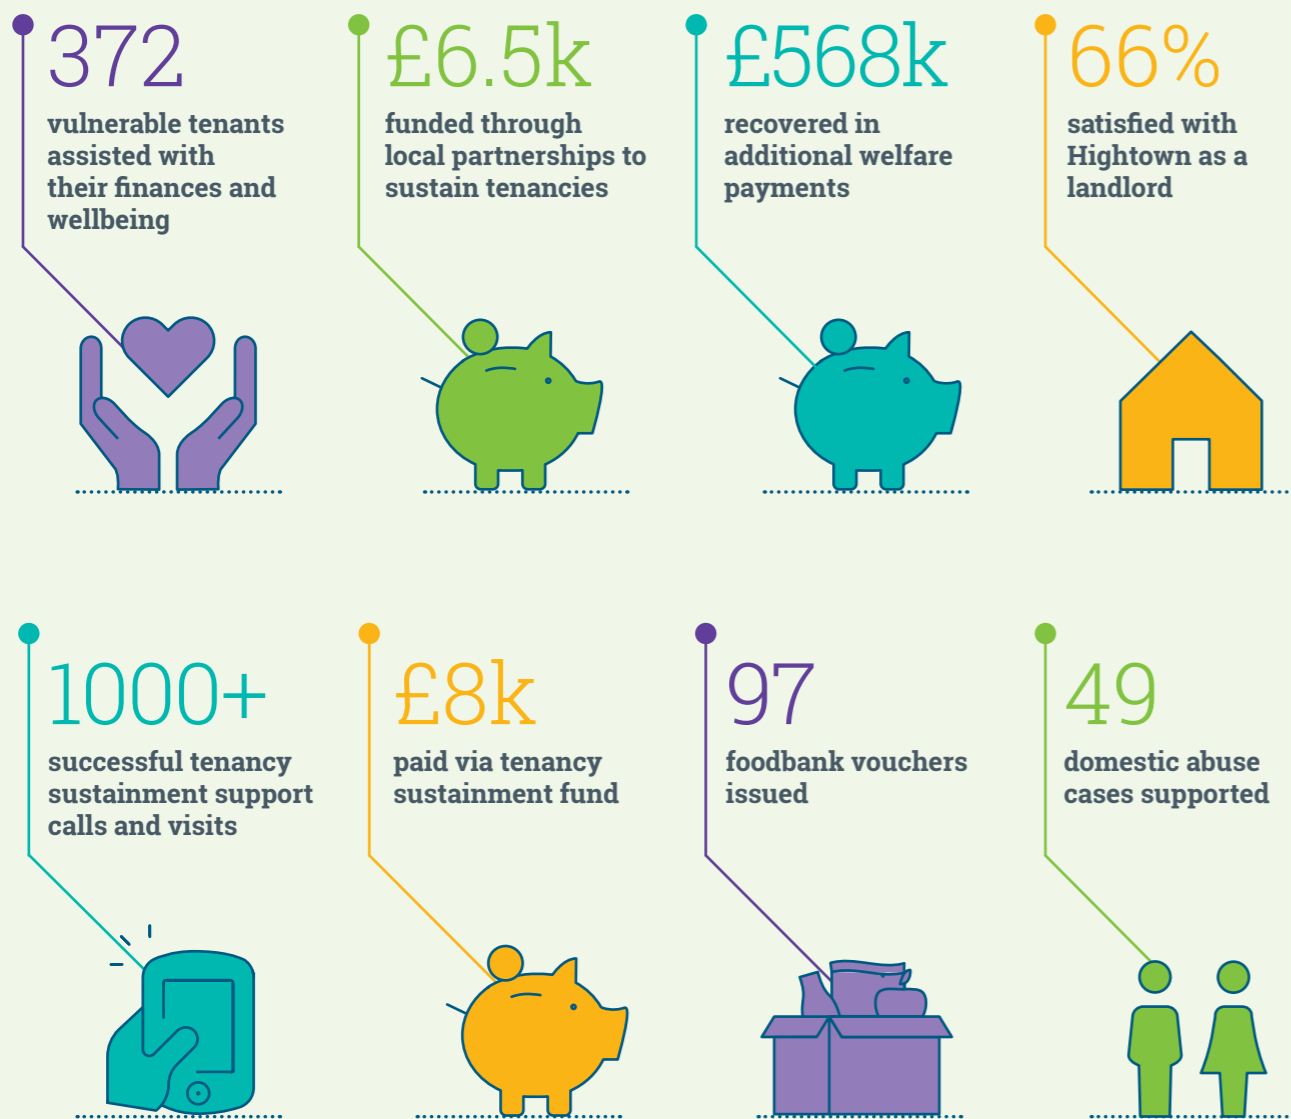 372
vulnerable tenants
assisted with
their finances and
wellbeing
£6.5k
funded through
local partnerships to
sustain tenancies
£568k
recovered in
additional welfare
payments
66%
satisfied with
Hightown as a
landlord
1000+
successful tenancy
sustainment support
calls and visits
£8k
paid via tenancy
sustainment fund
97
foodbank vouchers
issued
49
domestic abuse
cases supported